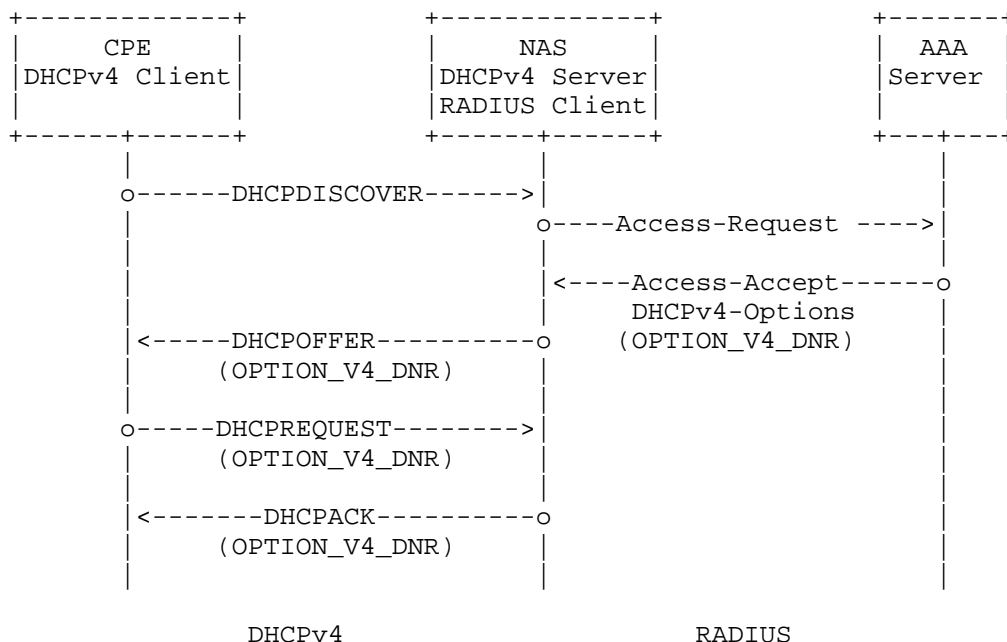 CPE NAS AAA
DHCPv4 Client DHCPv4 Server Server
RADIUS Client
DHCPDISCOVER
Access-Request
Access-Accept
DHCPv4-Options
DHCPOFFER (OPTION_V4_DNR)
(OPTION_V4_DNR)
DHCPREQUEST
(OPTION_V4_DNR)
DHCPACK
(OPTION_V4_DNR)
DHCPv4 RADIUS